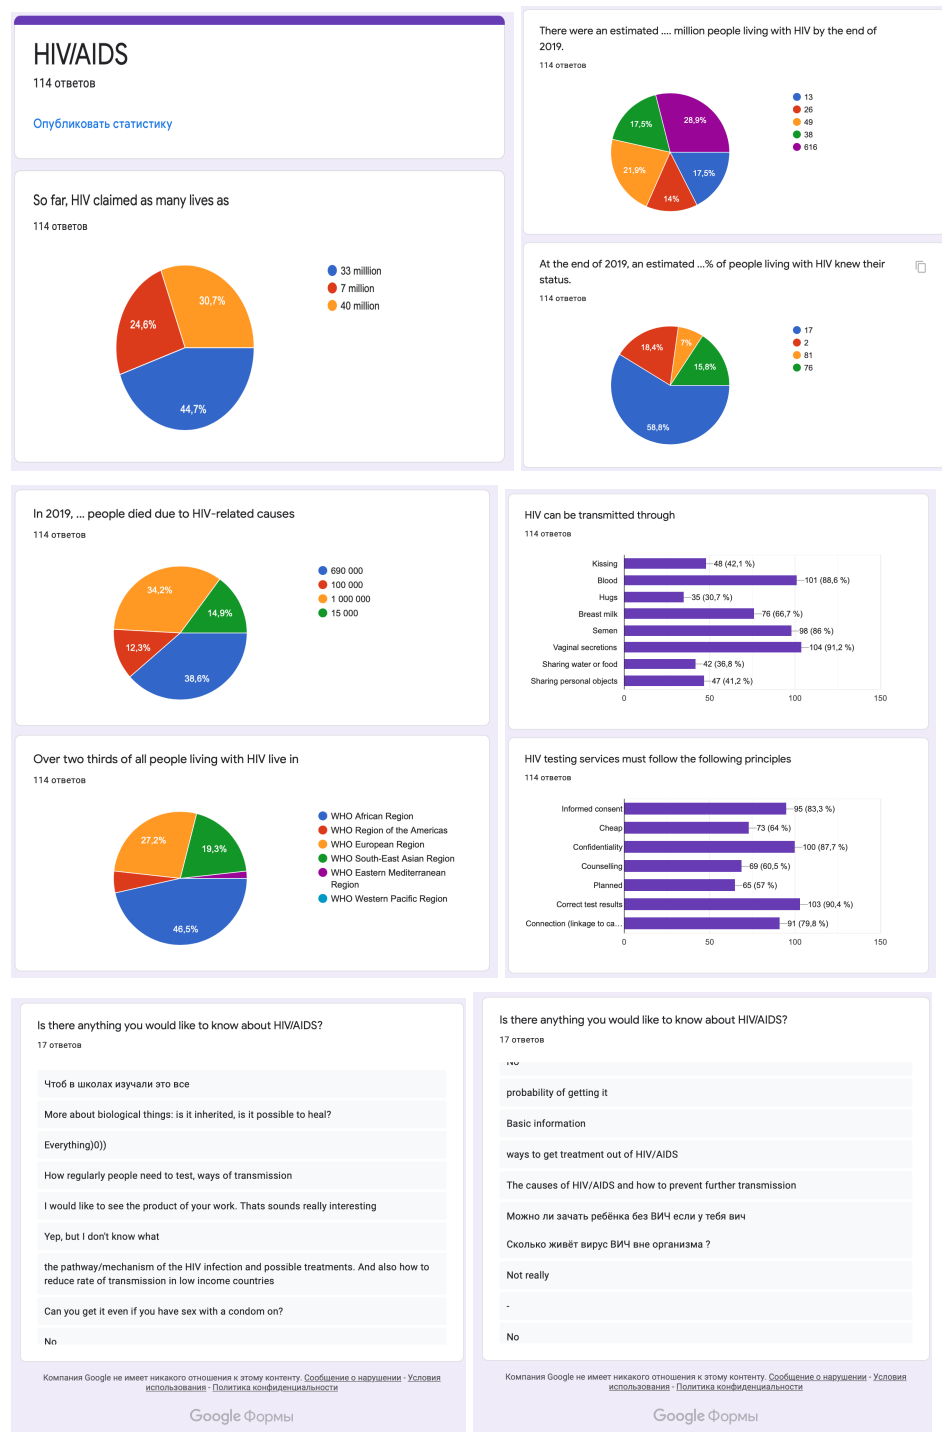 HIV/AIDS
114 ответов
Опубликовать статистику
So far, HIV claimed as many lives as
114 ответов
30,7%
24,6%
44,7%
33 milllion
7 million
40 million
There were an estimated .... million people living with HIV by the end of
2019.
114 ответов
28,9%
17,5%
21,9%
14%
17,5%
13
26
49
38
616
At the end of 2019, an estimated ...% of people living with HIV knew their
status.
114 ответов
18,4%
7%
15,8%
58,8%
17
2
81
76
In 2019, ... people died due to HIV-related causes
114 ответов
34,2%
14,9%
12,3%
38,6%
690 000
100 000
1 000 000
15 000
Over two thirds of all people living with HIV live in
114 ответов
27,2%
19,3%
46,5%
WHO African Region
WHO Region of the Americas
WHO European Region
WHO South-East Asian Region
WHO Eastern Mediterranean
Region
WHO Western Pacific Region
HIV can be transmitted through
114 ответов
Kissing 48 (42,1 %)
Blood 101 (88,6 %)
Hugs 35 (30,7 %)
Breast milk 76 (66,7 %)
Semen 98 (86 %)
Vaginal secretions 104 (91,2 %)
Sharing water or food 42 (36,8 %)
Sharing personal objects 47 (41,2 %)
0 50 100 150
HIV testing services must follow the following principles
114 ответов
Informed consent 95 (83,3 %)
Cheap 73 (64 %)
Confidentiality 100 (87,7 %)
Counselling 69 (60,5 %)
Planned 65 (57 %)
Correct test results 103 (90,4 %)
Connection (linkage to ca... 91 (79,8 %)
0 50 100 150
Is there anything you would like to know about HIV/AIDS?
17 ответов
Чтоб в школах изучали это все
More about biological things: is it inherited, is it possible to heal?
Everything)0))
How regularly people need to test, ways of transmission
I would like to see the product of your work. Thats sounds really interesting
Yep, but I don't know what
the pathway/mechanism of the HIV infection and possible treatments. And also how to
reduce rate of transmission in low income countries
Can you get it even if you have sex with a condom on?
No
Компания Google не имеет никакого отношения к этому контенту. Сообщение о нарушении - Условия
использования - Политика конфиденциальности
Google Формы
Is there anything you would like to know about HIV/AIDS?
17 ответов
No
probability of getting it
Basic information
ways to get treatment out of HIV/AIDS
The causes of HIV/AIDS and how to prevent further transmission
Можно ли зачать ребёнка без ВИЧ если у тебя вич
Сколько живёт вирус ВИЧ вне организма ?
Not really
-
No
Компания Google не имеет никакого отношения к этому контенту. Сообщение о нарушении - Условия
использования - Политика конфиденциальности
Google Формы